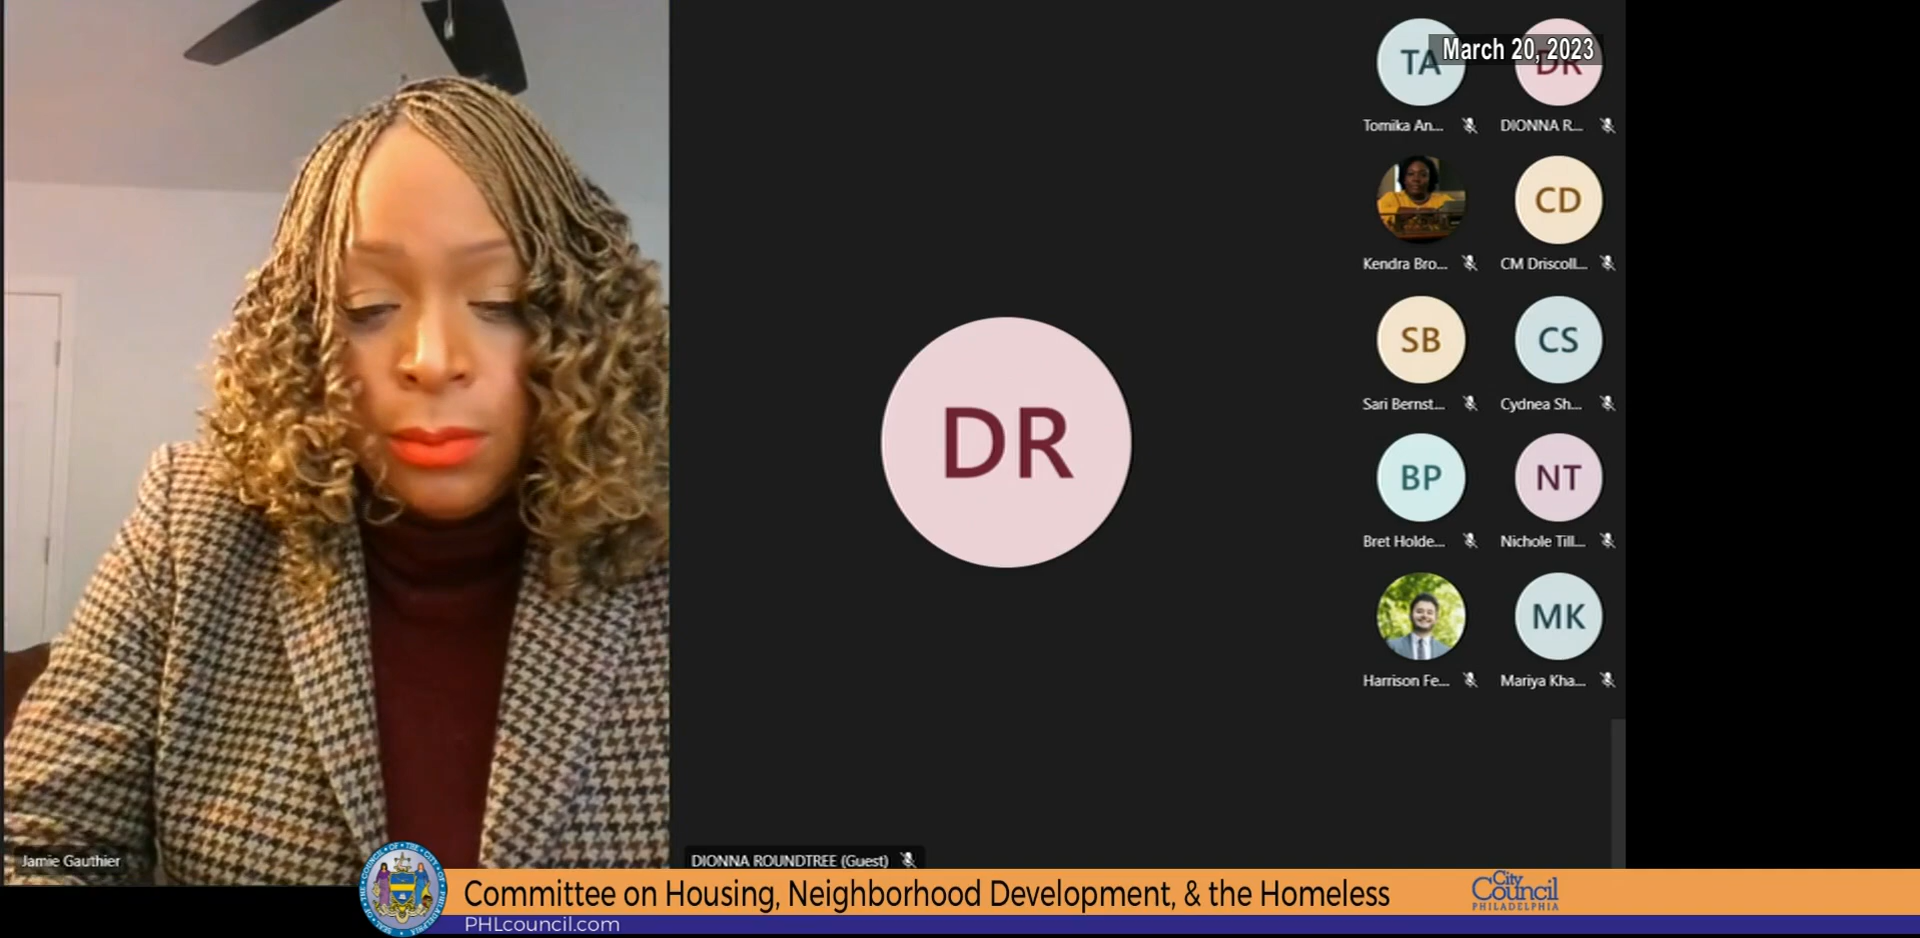 March 20, 2023
TA
DR
Tomika An...
DIONNA R...
CD
Kendra Bro...
CM Driscoll...
SB
CS
Sari Bernst...
Cydnea Sh...
DR
BP
NT
Bret Holde...
Nichole Till...
MK
Harrison Fe...
Mariya Kha...
Jamie Gauthier
DIONNA ROUNDTREE (Guest)
Committee on Housing, Neighborhood Development, & the Homeless
City
Council
PHILADELPHIA
PHLcouncil.com